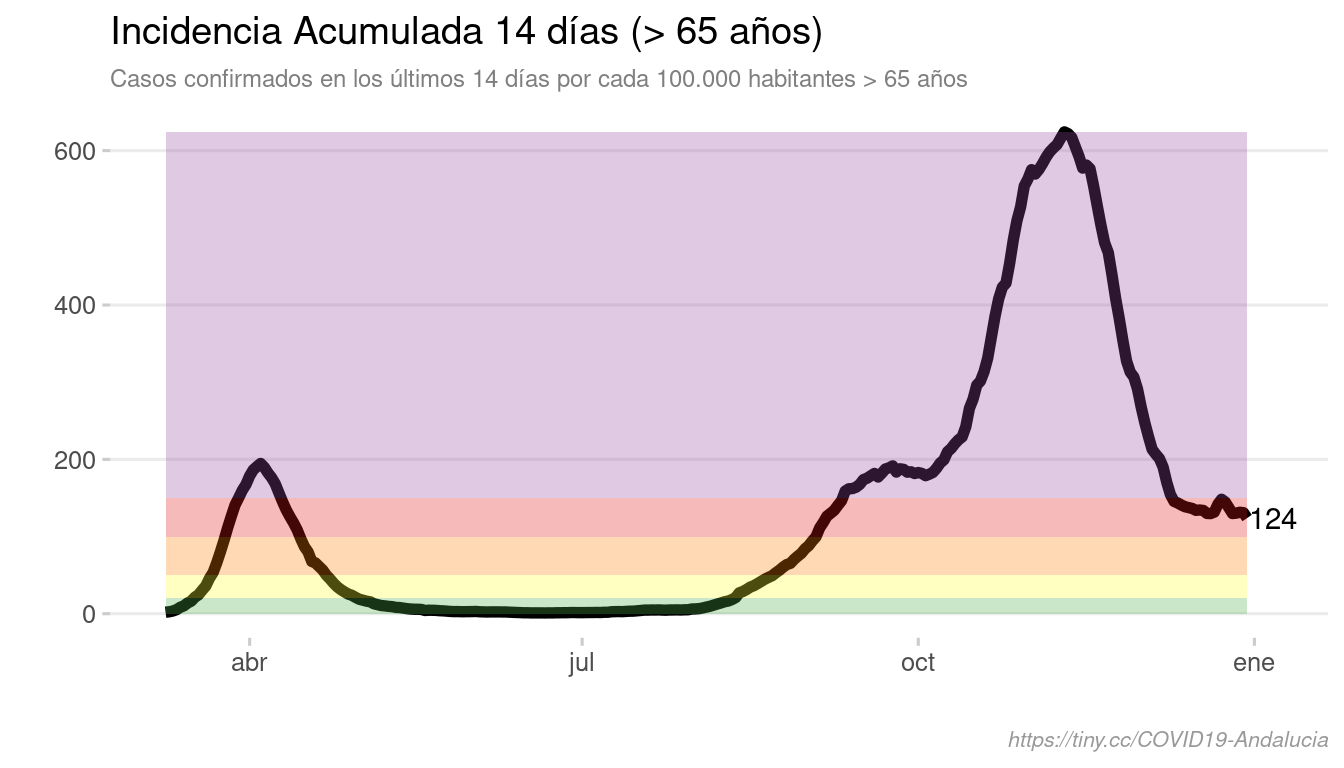 Incidencia Acumulada 14 días (> 65 años)
Casos confirmados en los últimos 14 días por cada 100.000 habitantes > 65 años
600
400
200
0
124
abr jul oct ene
https://tiny.cc/COVID19-Andalucia